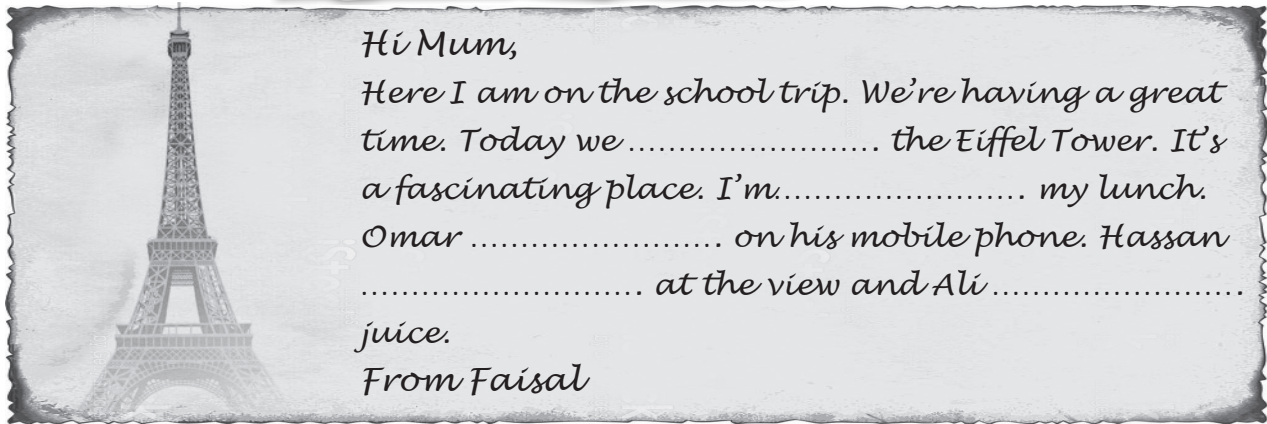 Hi Mum,
Here I am on the school trip. We're having a great
time. Today we ........................ the Eiffel Tower. It's
a fascinating place. I'm........................ my lunch.
Omar ........................ on his mobile phone. Hassan
........................... at the view and Ali ........................
juice.
From Faisal